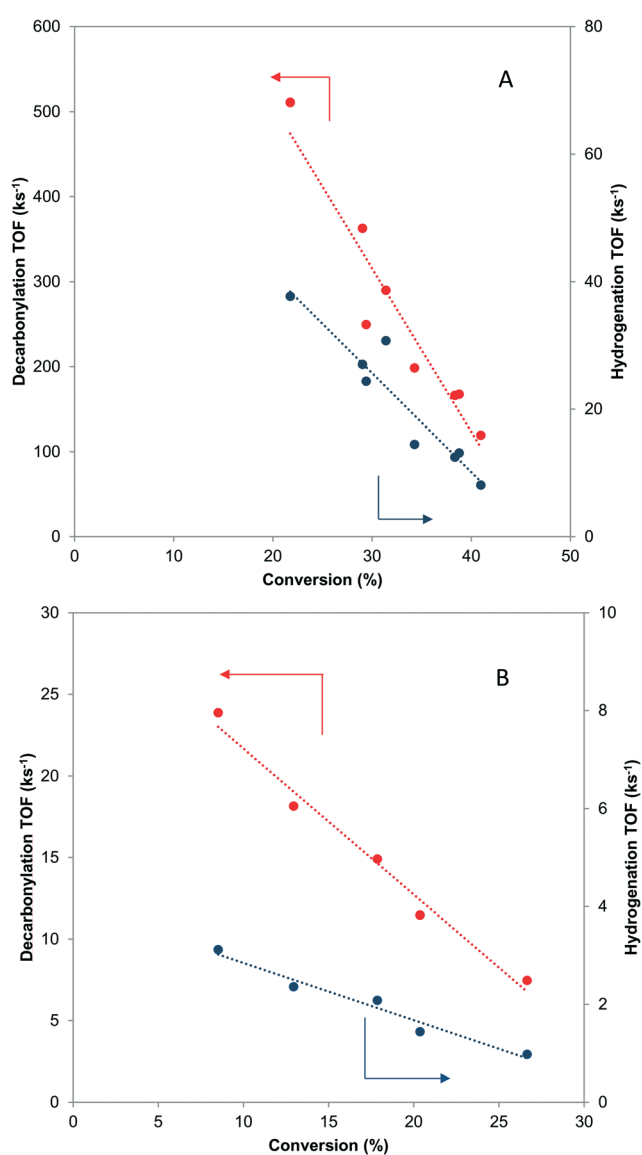 A
600
500
400
300
200
100
0
80
60
40
20
0
0 10 20 30 40 50
Decarbonylation TOF (ks⁻¹)
Hydrogenation TOF (ks⁻¹)
Conversion (%)
B
30
25
20
15
10
5
0
10
8
6
4
2
0
0 5 10 15 20 25 30
Decarbonylation TOF (ks⁻¹)
Hydrogenation TOF (ks⁻¹)
Conversion (%)